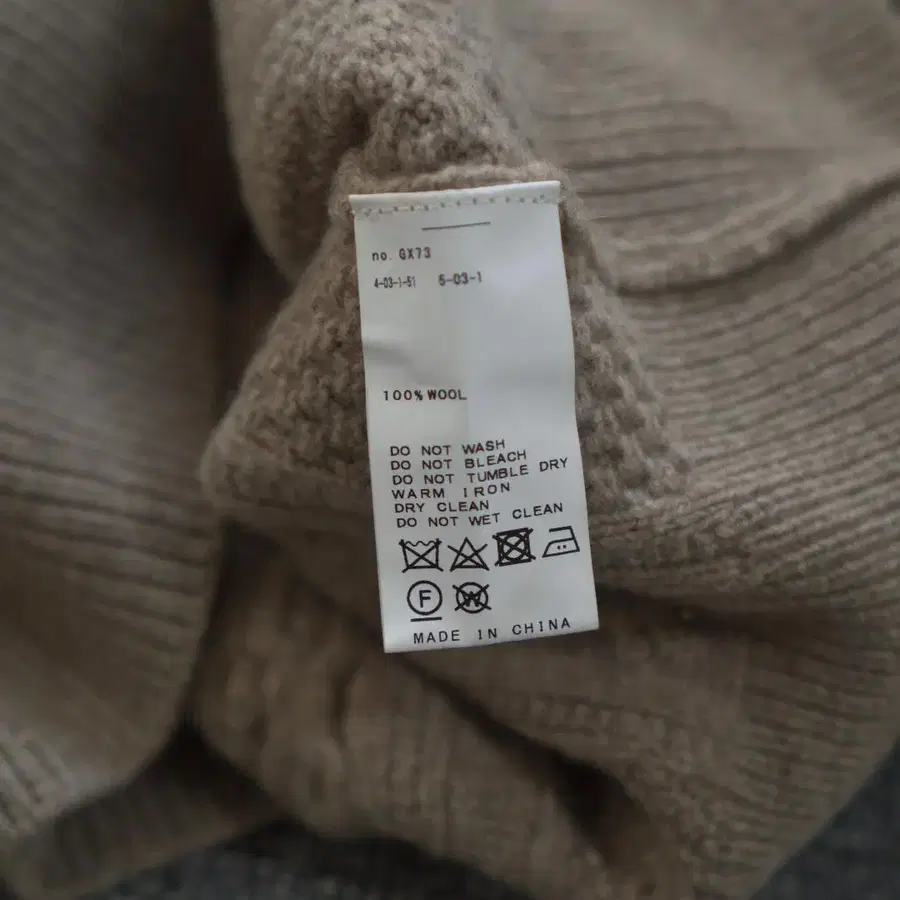 no. GX73
4-03-1-51 5-03-1
100% WOOL
DO NOT WASH
DO NOT BLEACH
DO NOT TUMBLE DRY
WARM IRON
DRY CLEAN
DO NOT WET CLEAN
F W
MADE IN CHINA